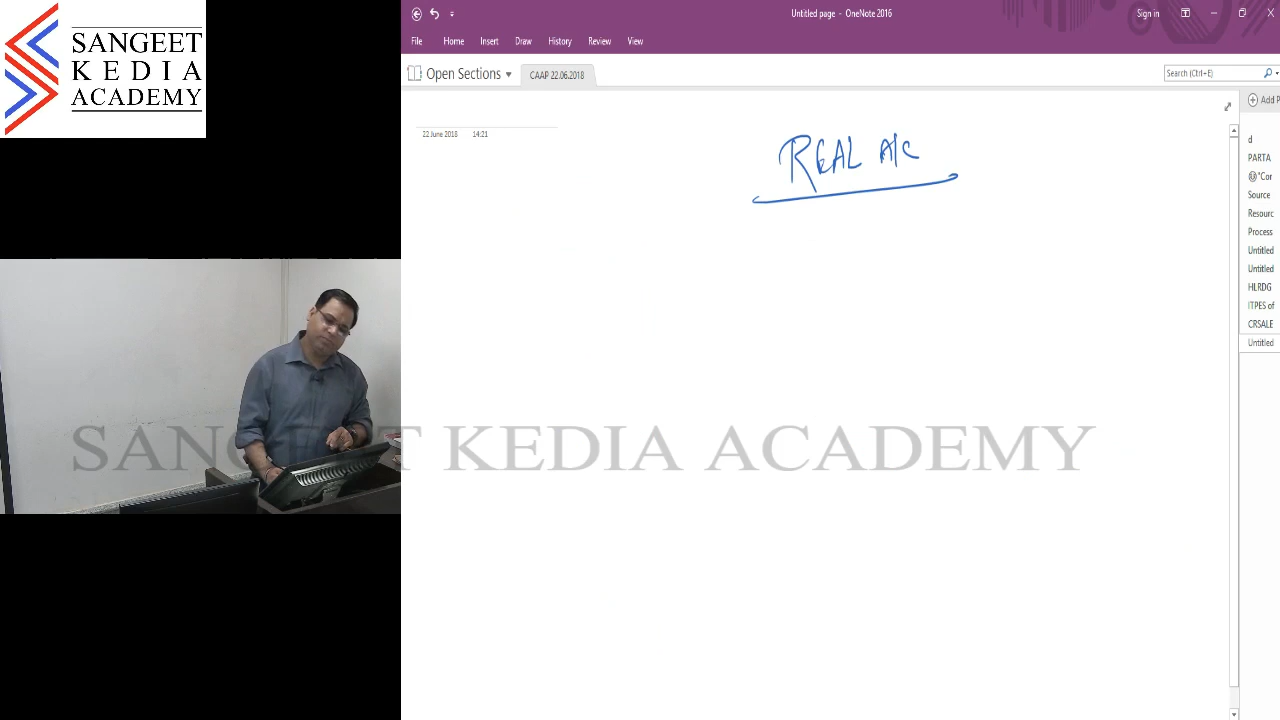 SANGEET
KEDIA
ACADEMY
Untitled page - OneNote 2016
Sign in
File Home Insert Draw History Review View
Open Sections
CAAP 22.06.2018
Search (Ctrl+E)
Add P
22 June 2018 14:21
REAL A/C
d
PARTA
"Cor
Source
Resourc
Process
Untitled
Untitled
HLRDG
ITPES of
CRSALE
Untitled
SANGEET KEDIA ACADEMY